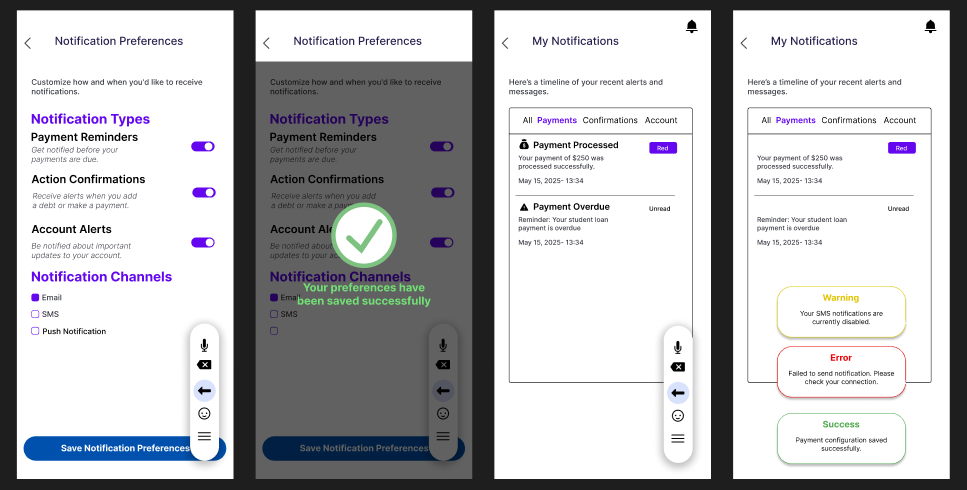 Notification Preferences
Customize how and when you'd like to receive
notifications.
Notification Types
Payment Reminders
Get notified before your
payments are due.
Action Confirmations
Receive alerts when you add
a debt or make a payment.
Account Alerts
Be notified about important
updates to your account.
Notification Channels
Email
SMS
Push Notification
Save Notification Preferences
Notification Preferences
Customize how and when you'd like to receive
notifications.
Notification Types
Payment Reminders
Get notified before your
payments are due.
Action Confirmations
Receive alerts when you add
a debt or make a payment.
Account Alerts
Be notified about important
updates to your account.
Notification Channels
Your preferences have
been saved successfully
Email
SMS
Save Notification Preferences
My Notifications
Here's a timeline of your recent alerts and
messages.
All Payments Confirmations Account
Payment Processed Red
Your payment of $250 was
processed successfully.
May 15, 2025- 13:34
Payment Overdue Unread
Reminder: Your student loan
payment is overdue
May 15, 2025- 13:34
My Notifications
Here's a timeline of your recent alerts and
messages.
All Payments Confirmations Account
Red
Your payment of $250 was
processed successfully.
May 15, 2025- 13:34
Unread
Reminder: Your student loan
payment is overdue
May 15, 2025- 13:34
Warning
Your SMS notifications are
currently disabled.
Error
Failed to send notification. Please
check your connection.
Success
Payment configuration saved
successfully.